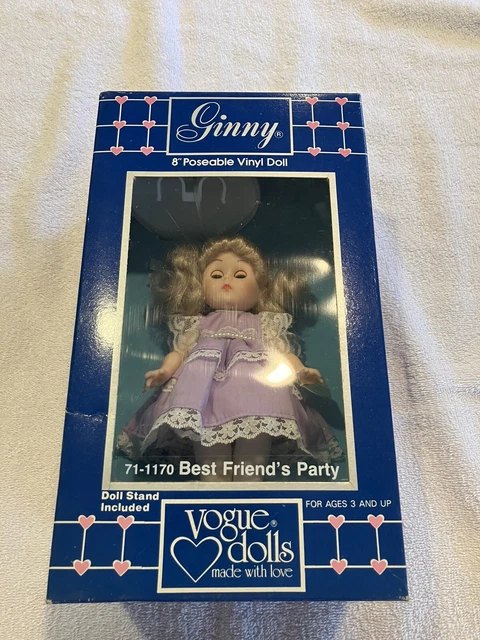 Ginny®
8" Poseable Vinyl Doll
71-1170 Best Friend's Party
Doll Stand
Included
FOR AGES 3 AND UP
Vogue®
dolls
made with love